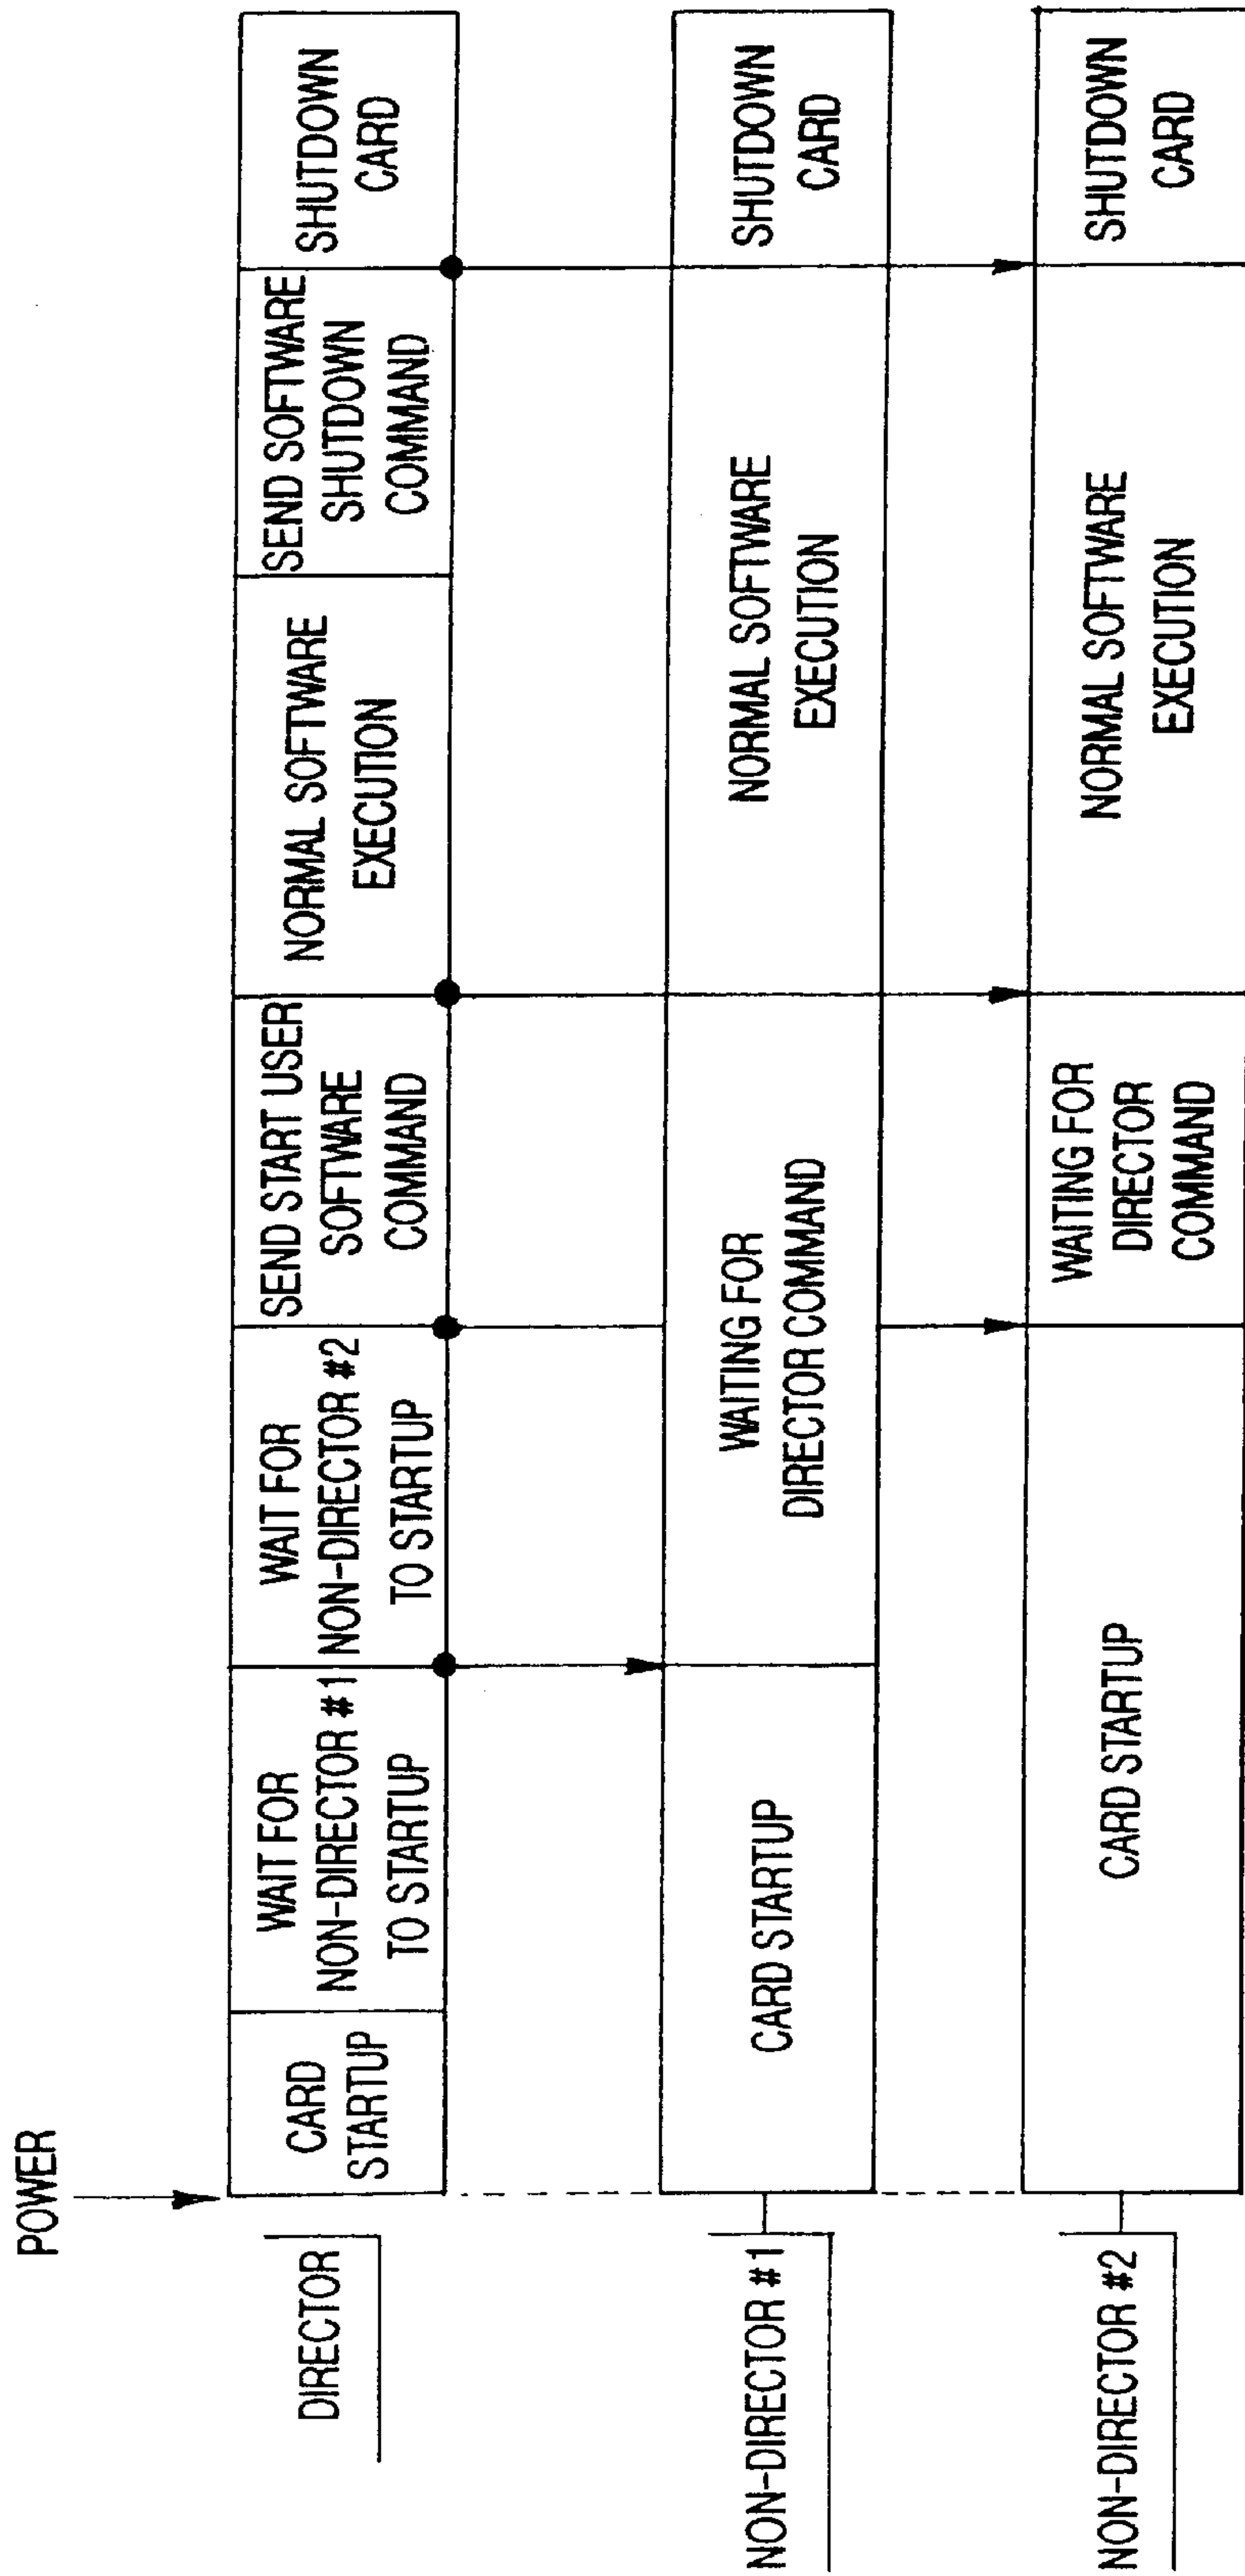 POWER
DIRECTOR
CARD
STARTUP
WAIT FOR
NON-DIRECTOR #1
TO STARTUP
WAIT FOR
NON-DIRECTOR #2
TO STARTUP
SEND START USER
SOFTWARE
COMMAND
NORMAL SOFTWARE
EXECUTION
SEND SOFTWARE
SHUTDOWN
COMMAND
SHUTDOWN
CARD
NON-DIRECTOR #1
CARD STARTUP
WAITING FOR
DIRECTOR COMMAND
NORMAL SOFTWARE
EXECUTION
SHUTDOWN
CARD
NON-DIRECTOR #2
CARD STARTUP
WAITING FOR
DIRECTOR
COMMAND
NORMAL SOFTWARE
EXECUTION
SHUTDOWN
CARD